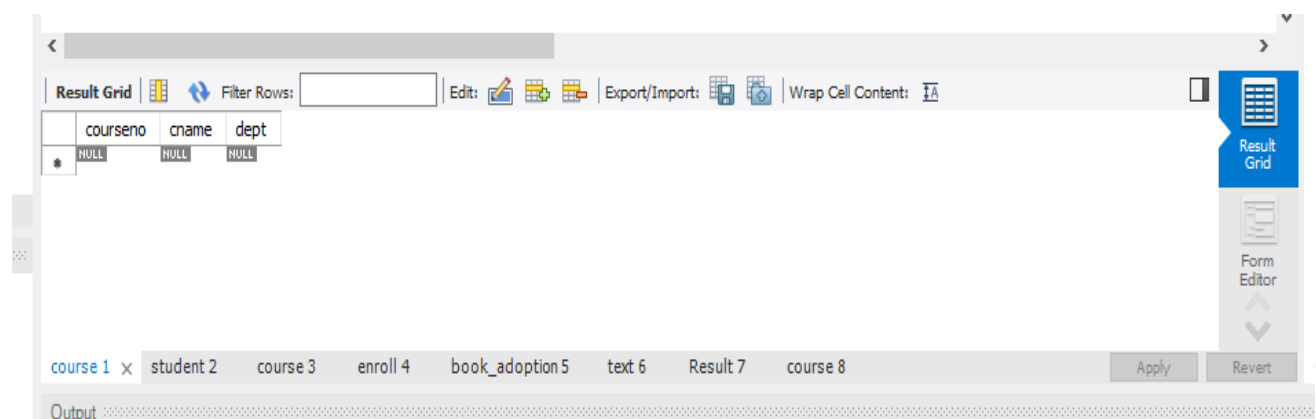 Result Grid Filter Rows: Edit: Export/Import: Wrap Cell Content: IA
courseno cname dept
NULL NULL NULL
Result
Grid
Form
Editor
course 1 student 2 course 3 enroll 4 book_adoption 5 text 6 Result 7 course 8 Apply Revert
Output